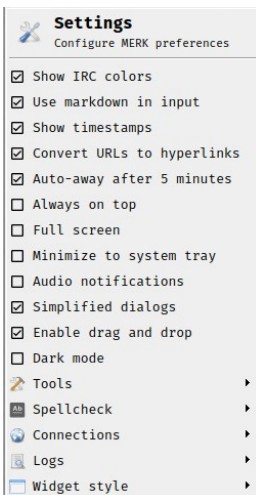 Settings
Configure MERK preferences
Show IRC colors
Use markdown in input
Show timestamps
Convert URLs to hyperlinks
Auto-away after 5 minutes
Always on top
Full screen
Minimize to system tray
Audio notifications
Simplified dialogs
Enable drag and drop
Dark mode
Tools
Ab Spellcheck
Connections
Logs
Widget style